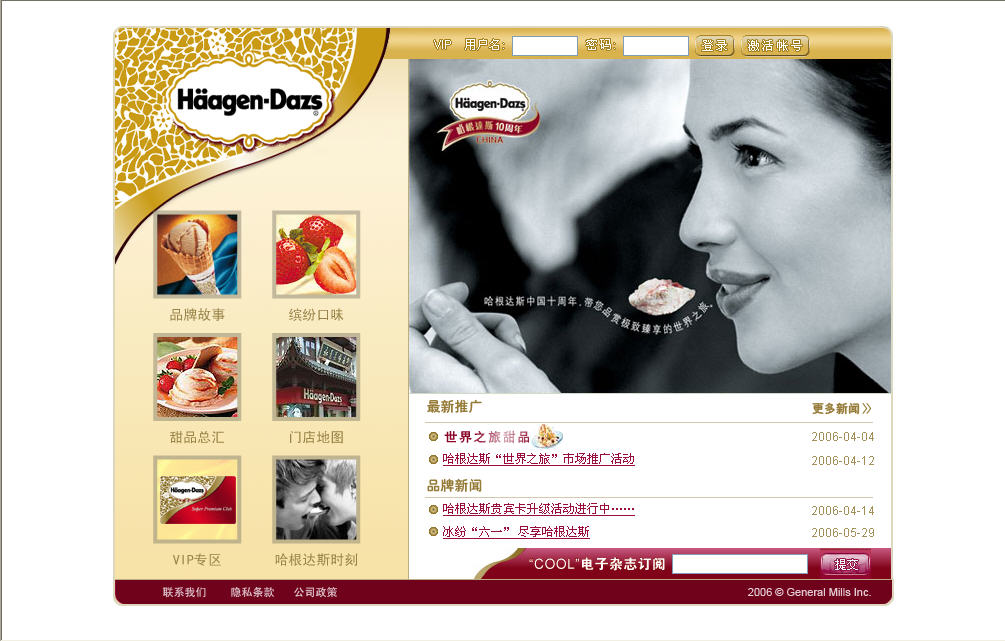 Häagen-Dazs®
VIP 用户名: 密码: 登录 激活帐号
Häagen-Dazs
哈根达斯 10周年
CHINA
哈根达斯中国十周年,带您品赏极致臻享的世界之旅。
品牌故事 缤纷口味
Häagen-Dazs
甜品总汇 门店地图
Häagen-Dazs
Super Premium Club
VIP专区 哈根达斯时刻
最新推广 更多新闻》
世界之旅甜品 2006-04-04
哈根达斯“世界之旅”市场推广活动 2006-04-12
品牌新闻
哈根达斯贵宾卡升级活动进行中…… 2006-04-14
冰纷“六一” 尽享哈根达斯 2006-05-29
“COOL”电子杂志订阅 提交
联系我们 隐私条款 公司政策 2006 © General Mills Inc.